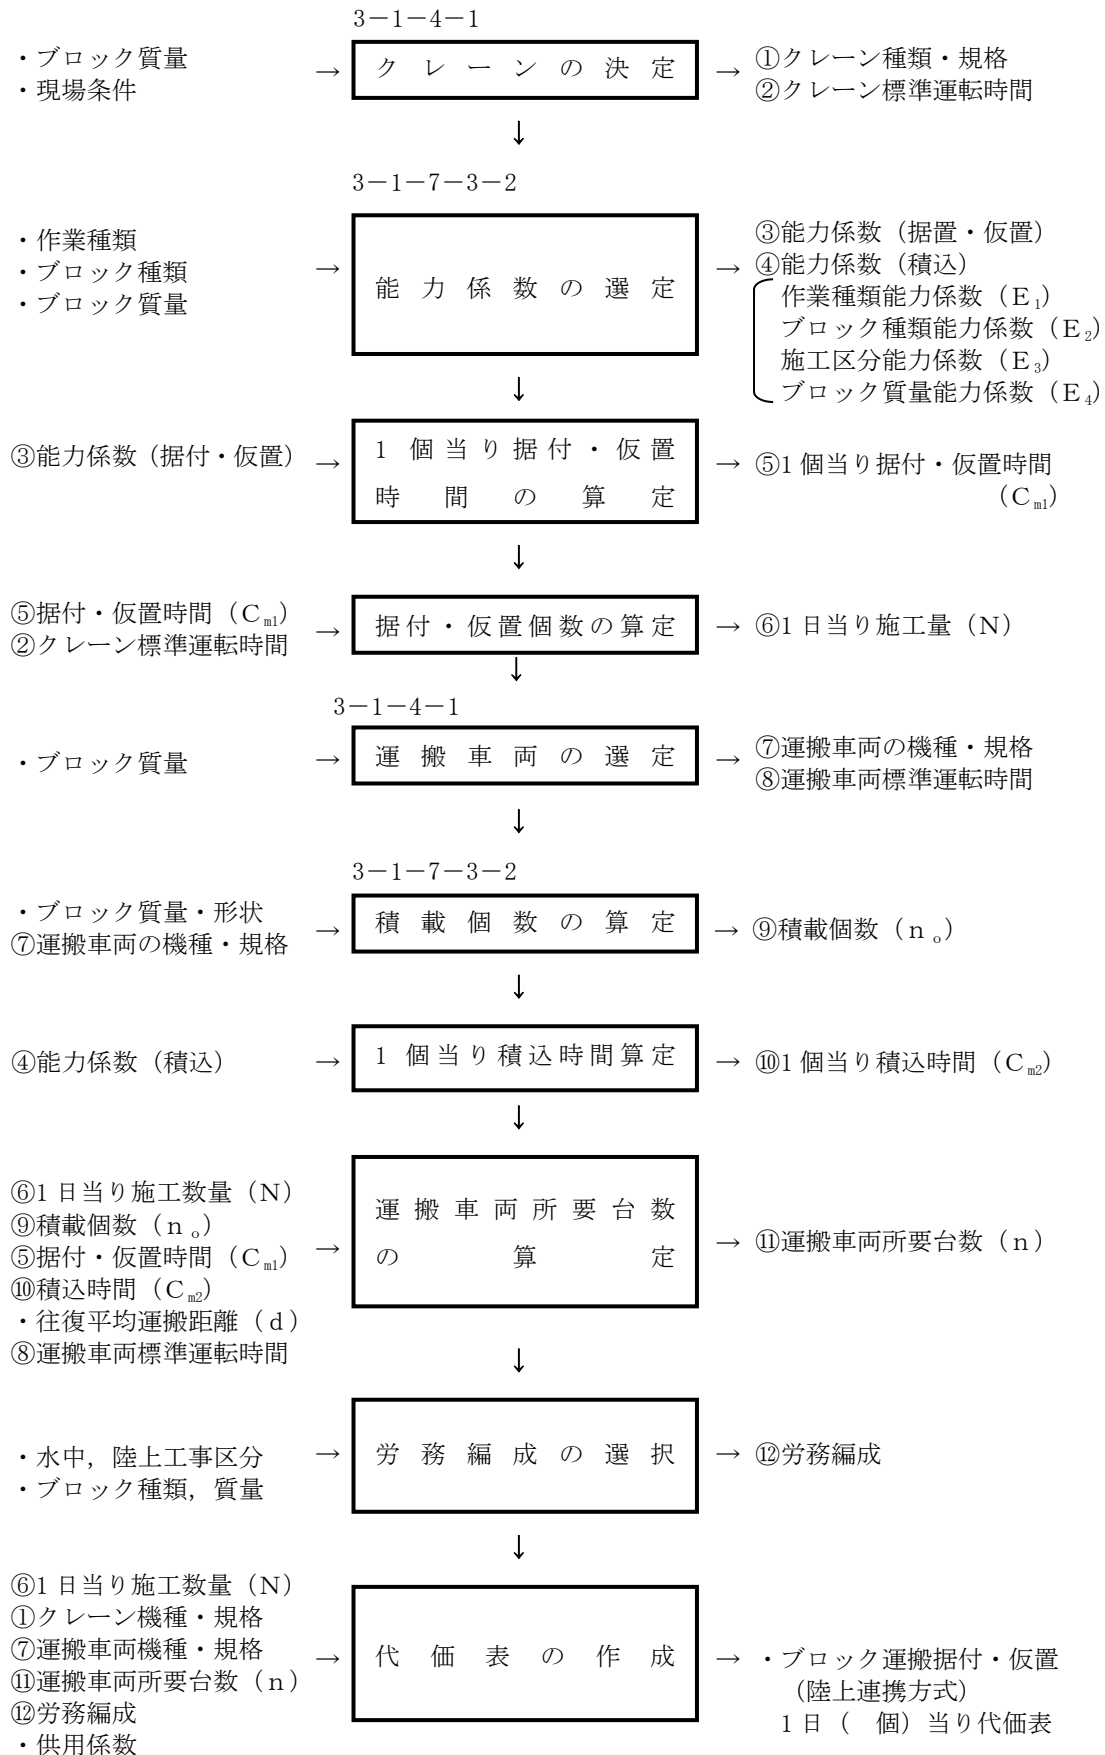 3－1－4－1
・ブロック質量
・現場条件
→
クレーンの決定
→
①クレーン種類・規格
②クレーン標準運転時間
↓
3－1－7－3－2
・作業種類
・ブロック種類
・ブロック質量
→
能力係数の選定
→
③能力係数（据置・仮置）
④能力係数（積込）
作業種類能力係数（E₁）
ブロック種類能力係数（E₂）
施工区分能力係数（E₃）
ブロック質量能力係数（E₄）
↓
③能力係数（据付・仮置）
→
1 個当り据付・仮置
時間の算定
→
⑤1 個当り据付・仮置時間
（Cm1）
↓
⑤据付・仮置時間（Cm1）
②クレーン標準運転時間
→
据付・仮置個数の算定
→
⑥1 日当り施工量（N）
↓
3－1－4－1
・ブロック質量
→
運搬車両の選定
→
⑦運搬車両の機種・規格
⑧運搬車両標準運転時間
↓
3－1－7－3－2
・ブロック質量・形状
⑦運搬車両の機種・規格
→
積載個数の算定
→
⑨積載個数（n₀）
↓
④能力係数（積込）
→
1 個当り積込時間算定
→
⑩1 個当り積込時間（Cm2）
↓
⑥1 日当り施工数量（N）
⑨積載個数（n₀）
⑤据付・仮置時間（Cm1）
⑩積込時間（Cm2）
・往復平均運搬距離（d）
⑧運搬車両標準運転時間
→
運搬車両所要台数
の算定
→
⑪運搬車両所要台数（n）
↓
・水中，陸上工事区分
・ブロック種類，質量
→
労務編成の選択
→
⑫労務編成
↓
⑥1 日当り施工数量（N）
①クレーン機種・規格
⑦運搬車両機種・規格
⑪運搬車両所要台数（n）
⑫労務編成
・供用係数
→
代価表の作成
→
・ブロック運搬据付・仮置
（陸上連携方式）
1 日（　個）当り代価表